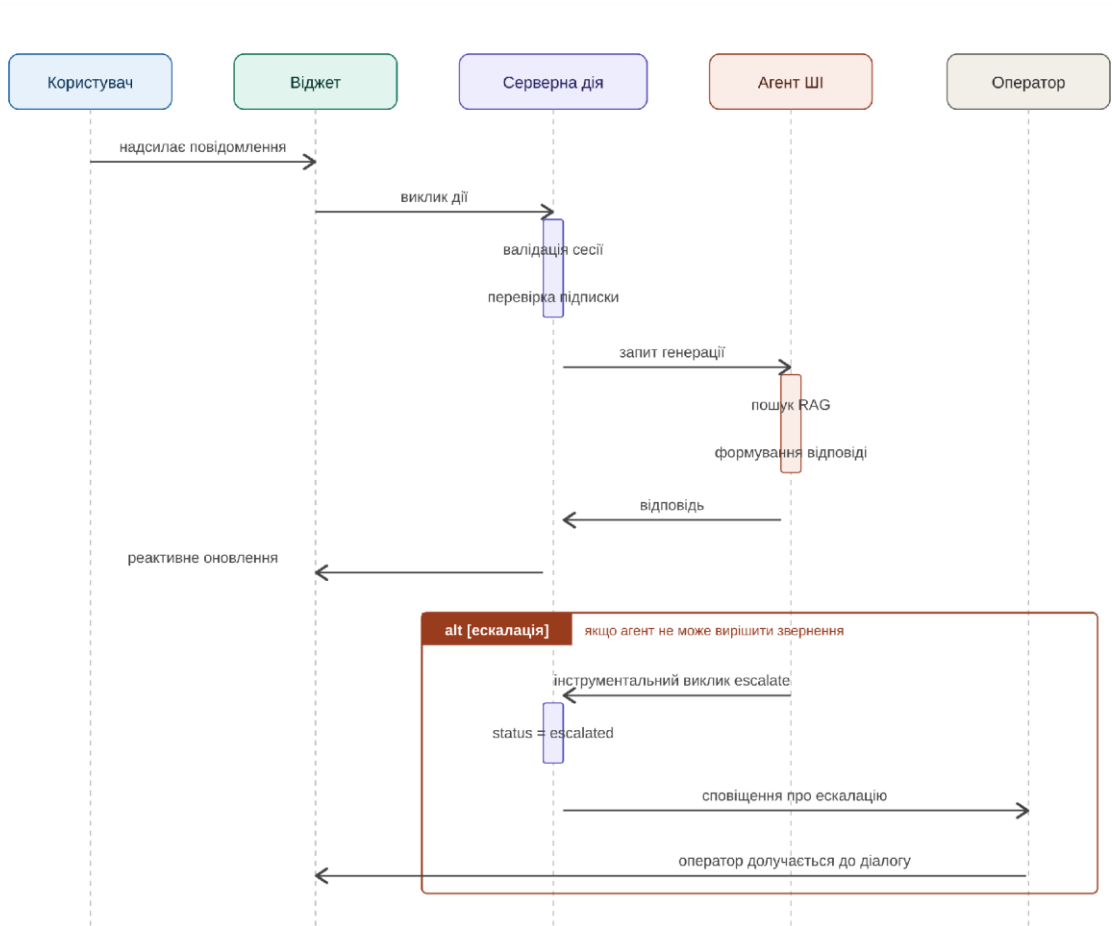 Користувач
Віджет
Серверна дія
Агент ШІ
Оператор
надсилає повідомлення
виклик дії
валідація сесії
перевірка підписки
запит генерації
пошук RAG
формування відповіді
відповідь
реактивне оновлення
alt [ескалація]
якщо агент не може вирішити звернення
інструментальний виклик escalate
status = escalated
сповіщення про ескалацію
оператор долучається до діалогу